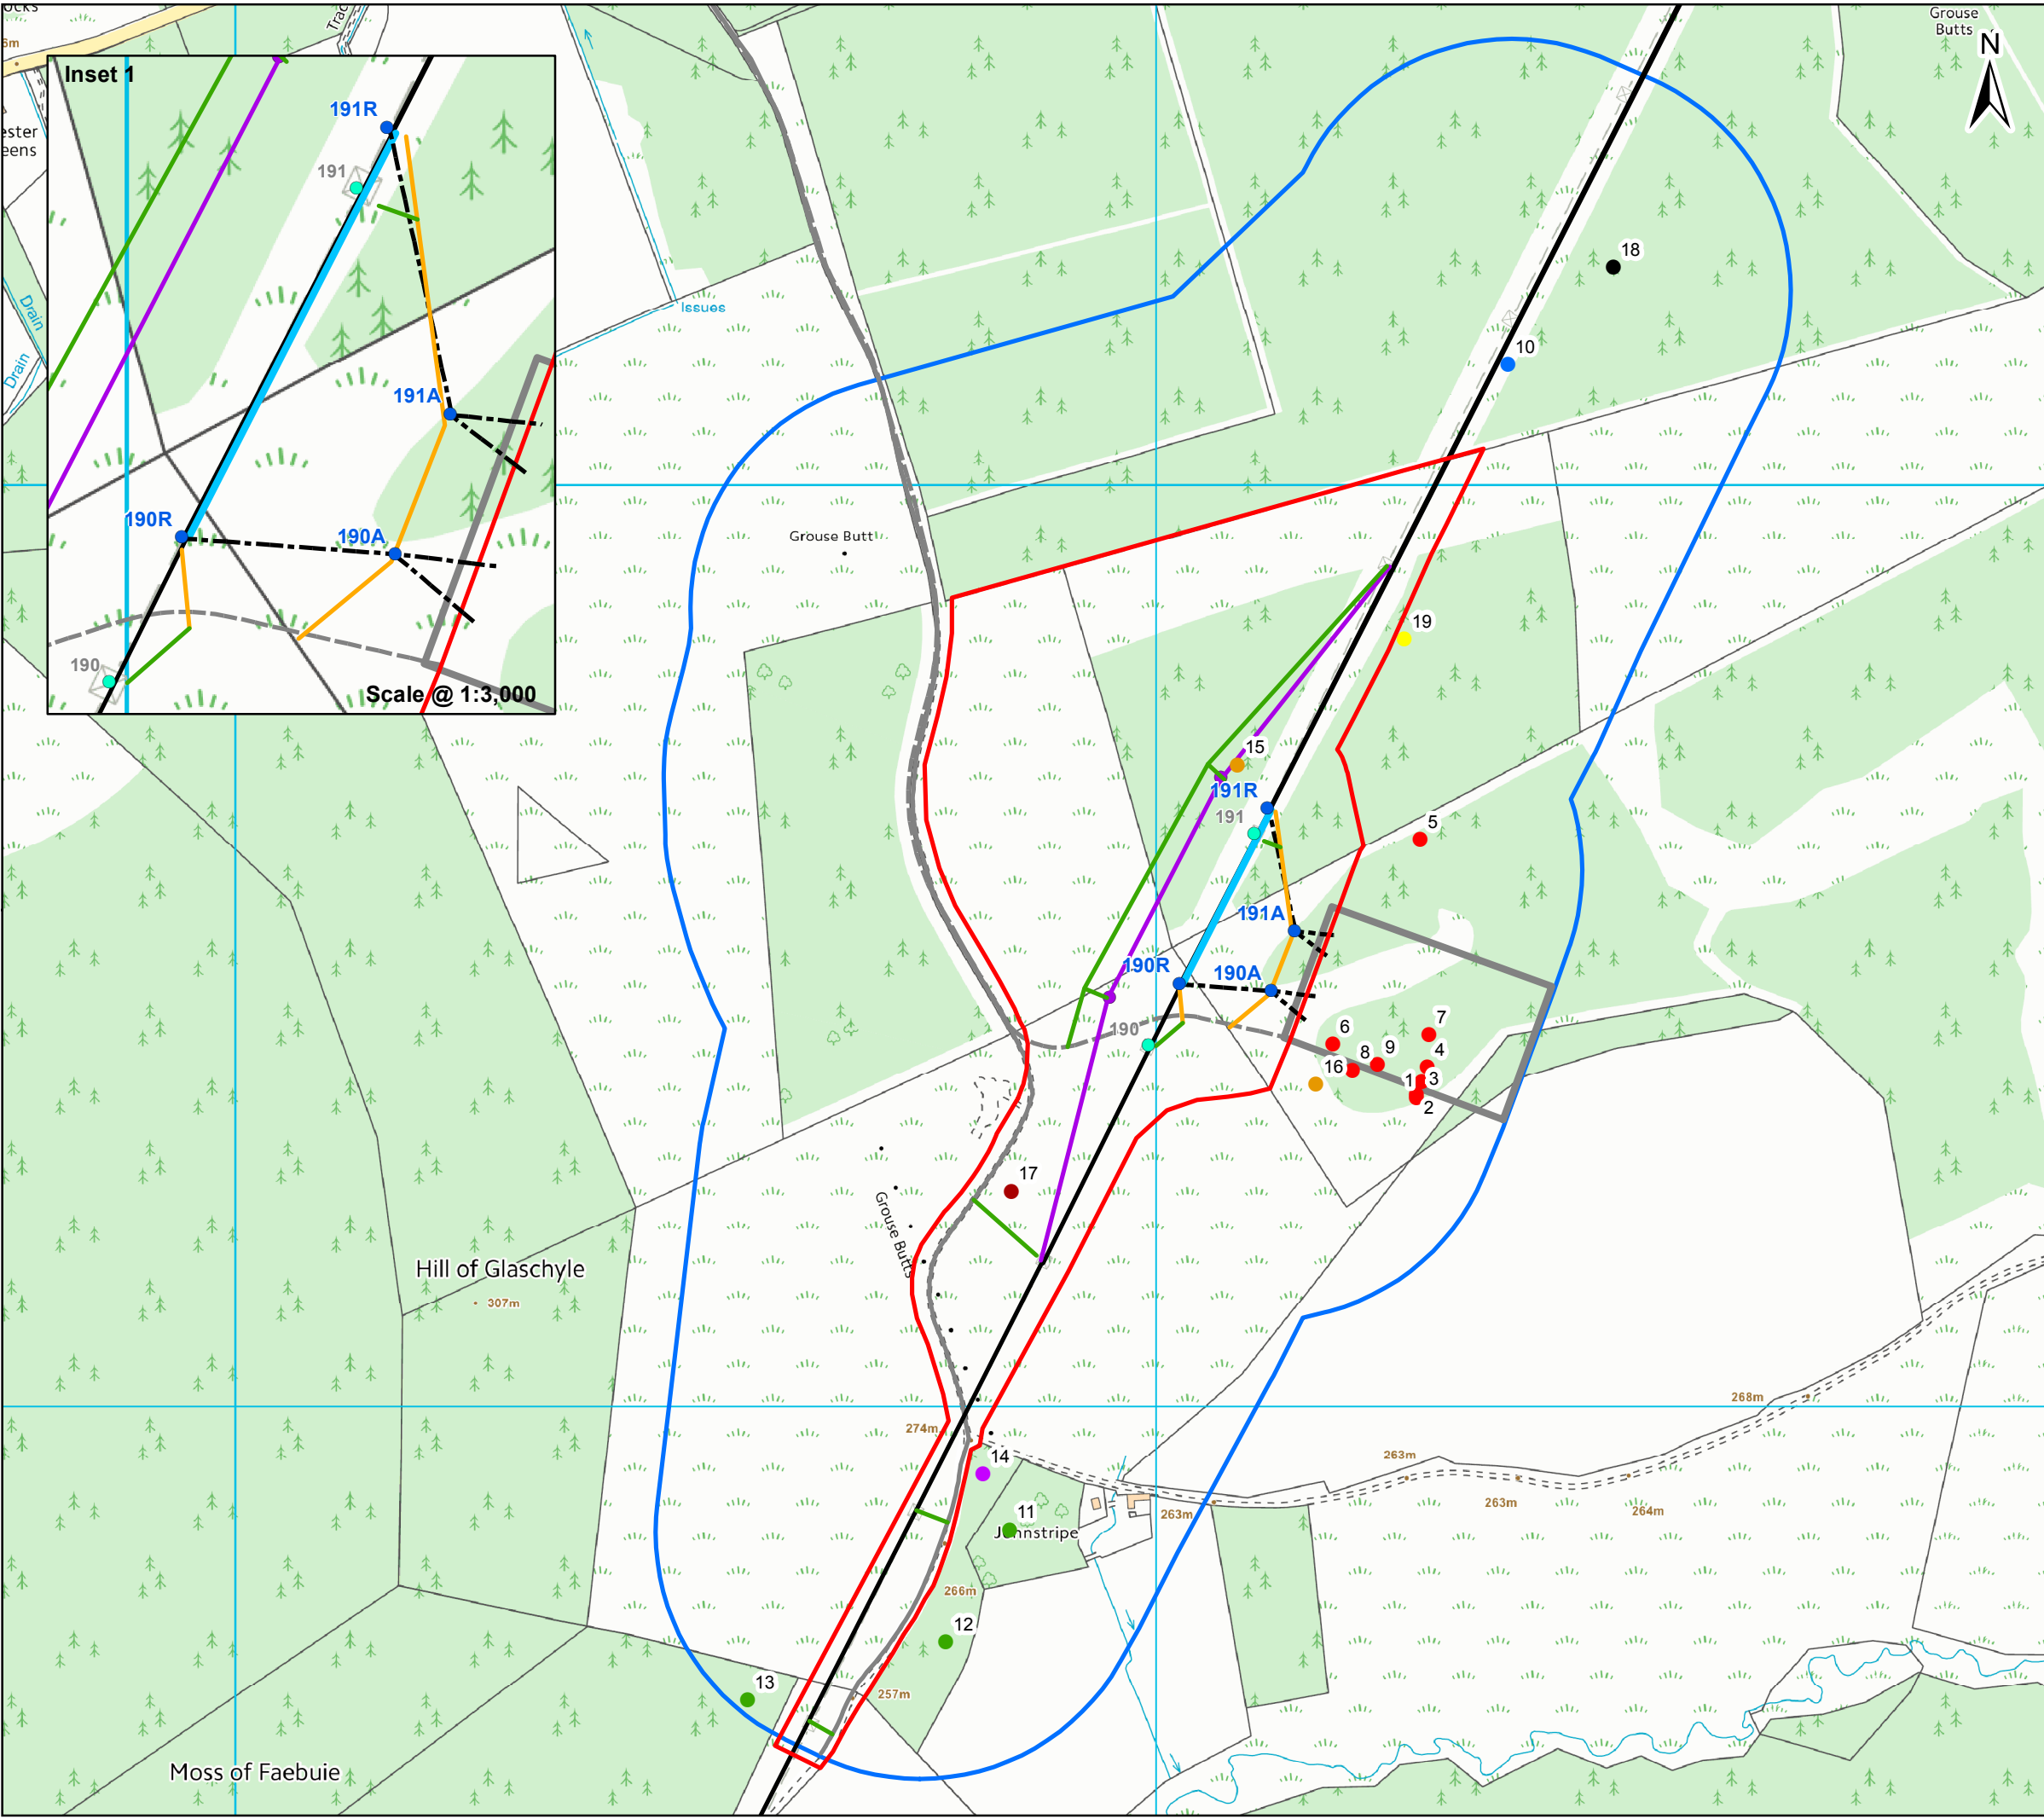 Trac
6m
Inset 1
191R
191
191A
190R
190A
190
Scale @ 1:3,000
Drain
Drain
Issues
Grouse
Butts
N
18
10
Grouse Butt
19
15
191R
191
5
191A
190R
190A
190
6
7
8
9
4
16
1
3
2
17
Grouse Butts
Hill of Glaschyle
307m
274m
14
268m
263m
263m
263m
264m
11
Johnstripe
266m
12
13
257m
Moss of Faebuie